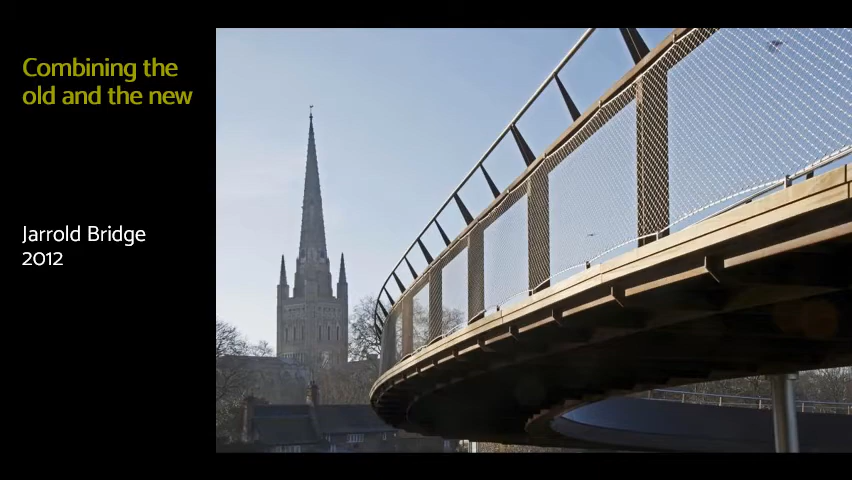 Combining the
old and the new
Jarrold Bridge
2012